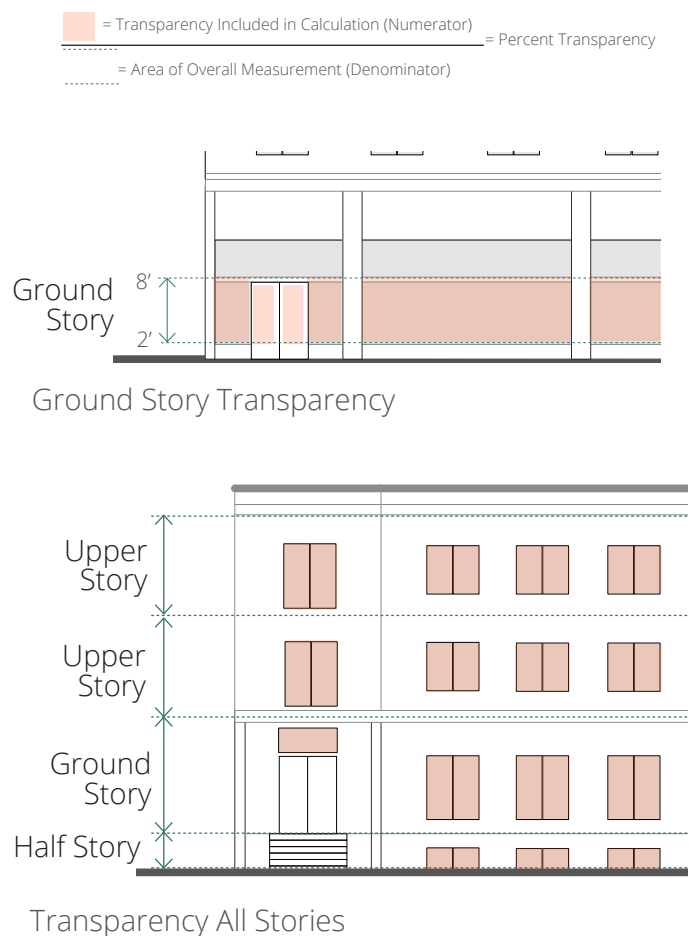 = Transparency Included in Calculation (Numerator)
= Percent Transparency
= Area of Overall Measurement (Denominator)
8’
Ground
Story
2’
Ground Story Transparency
Upper
Story
Upper
Story
Ground
Story
Half Story
Transparency All Stories